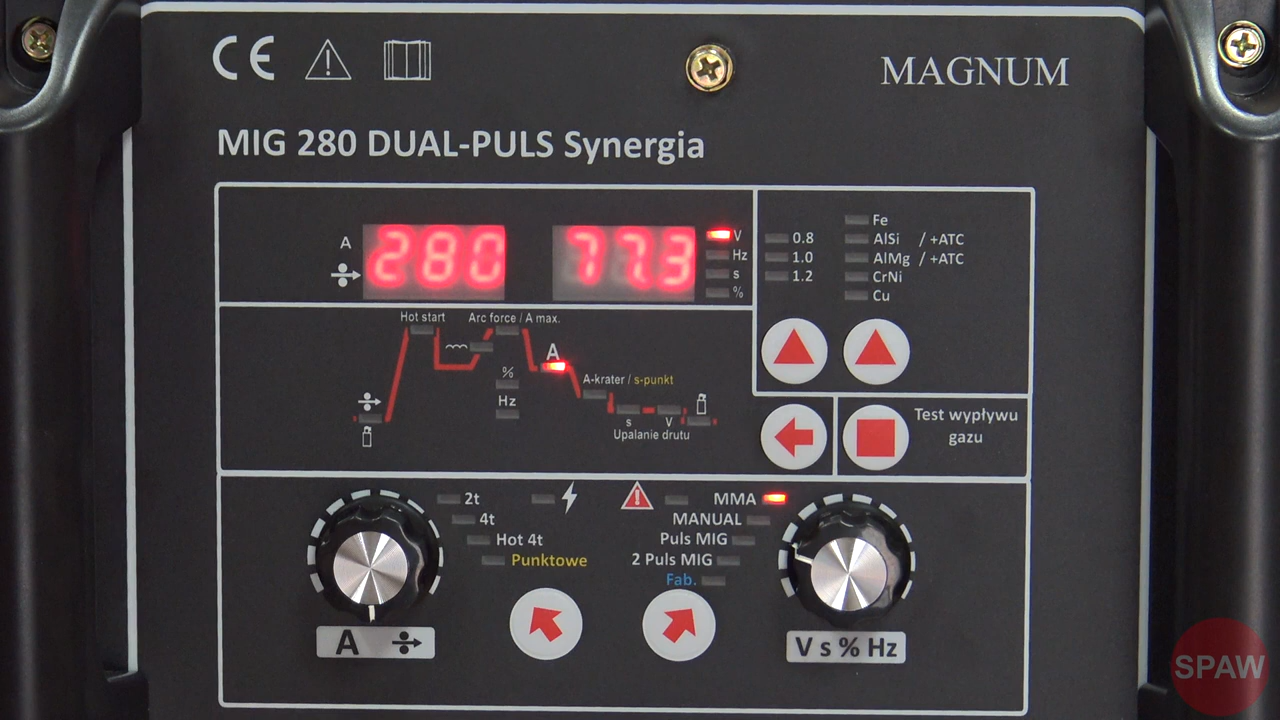 CE
MAGNUM
MIG 280 DUAL-PULS Synergia
A
280
77.3
V
Hz
s
%
0.8
1.0
1.2
Fe
AlSi / +ATC
AlMg / +ATC
CrNi
Cu
Hot start
Arc force / A max.
A
%
Hz
A-krater / s-punkt
s
V
Upalanie drutu
Test wypływu
gazu
2t
4t
Hot 4t
Punktowe
MMA
MANUAL
Puls MIG
2 Puls MIG
Fab.
A
V s % Hz
SPAW